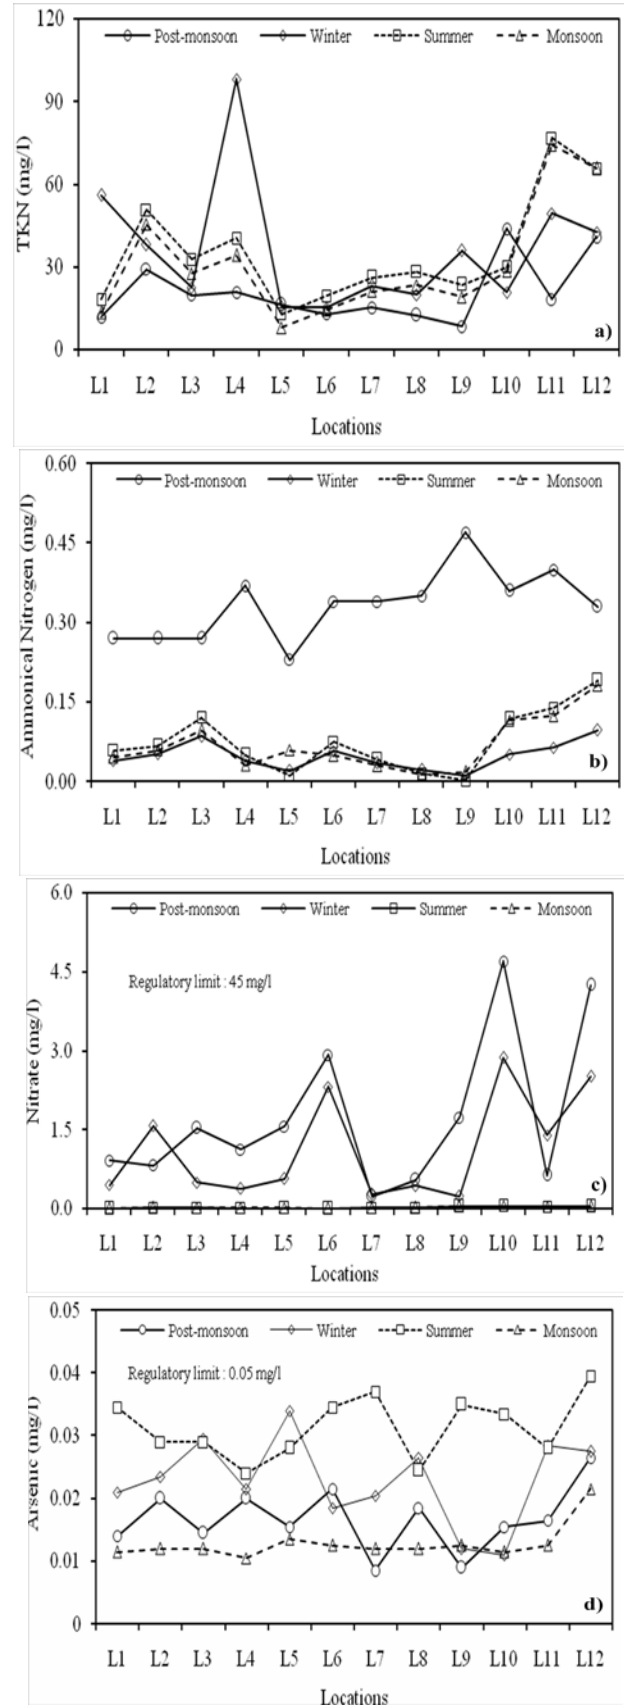 120
Post-monsoon Winter Summer Monsoon
90
TKN (mg/l)
60
30
0
a)
L1 L2 L3 L4 L5 L6 L7 L8 L9 L10 L11 L12
Locations
0.60
Post-monsoon Winter Summer Monsoon
0.45
Ammonical Nitrogen (mg/l)
0.30
0.15
0.00
b)
L1 L2 L3 L4 L5 L6 L7 L8 L9 L10 L11 L12
Locations
6.0
Post-monsoon Winter Summer Monsoon
4.5
Regulatory limit : 45 mg/l
Nitrate (mg/l)
3.0
1.5
c)
0.0
L1 L2 L3 L4 L5 L6 L7 L8 L9 L10 L11 L12
Locations
0.05
Post-monsoon Winter Summer Monsoon
0.04
Regulatory limit : 0.05 mg/l
Arsenic (mg/l)
0.03
0.02
0.01
0
d)
L1 L2 L3 L4 L5 L6 L7 L8 L9 L10 L11 L12
Locations